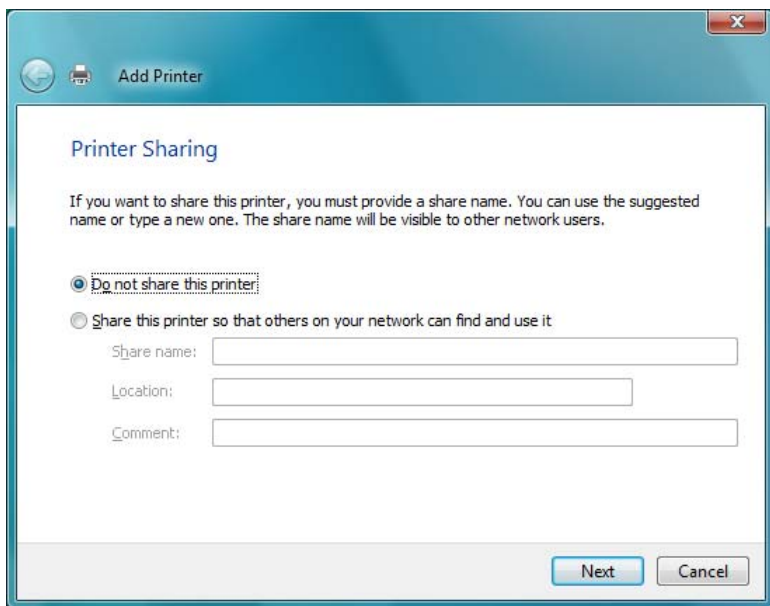 Add Printer
Printer Sharing
If you want to share this printer, you must provide a share name. You can use the suggested
name or type a new one. The share name will be visible to other network users.
Do not share this printer
Share this printer so that others on your network can find and use it
Share name:
Location:
Comment:
Next Cancel